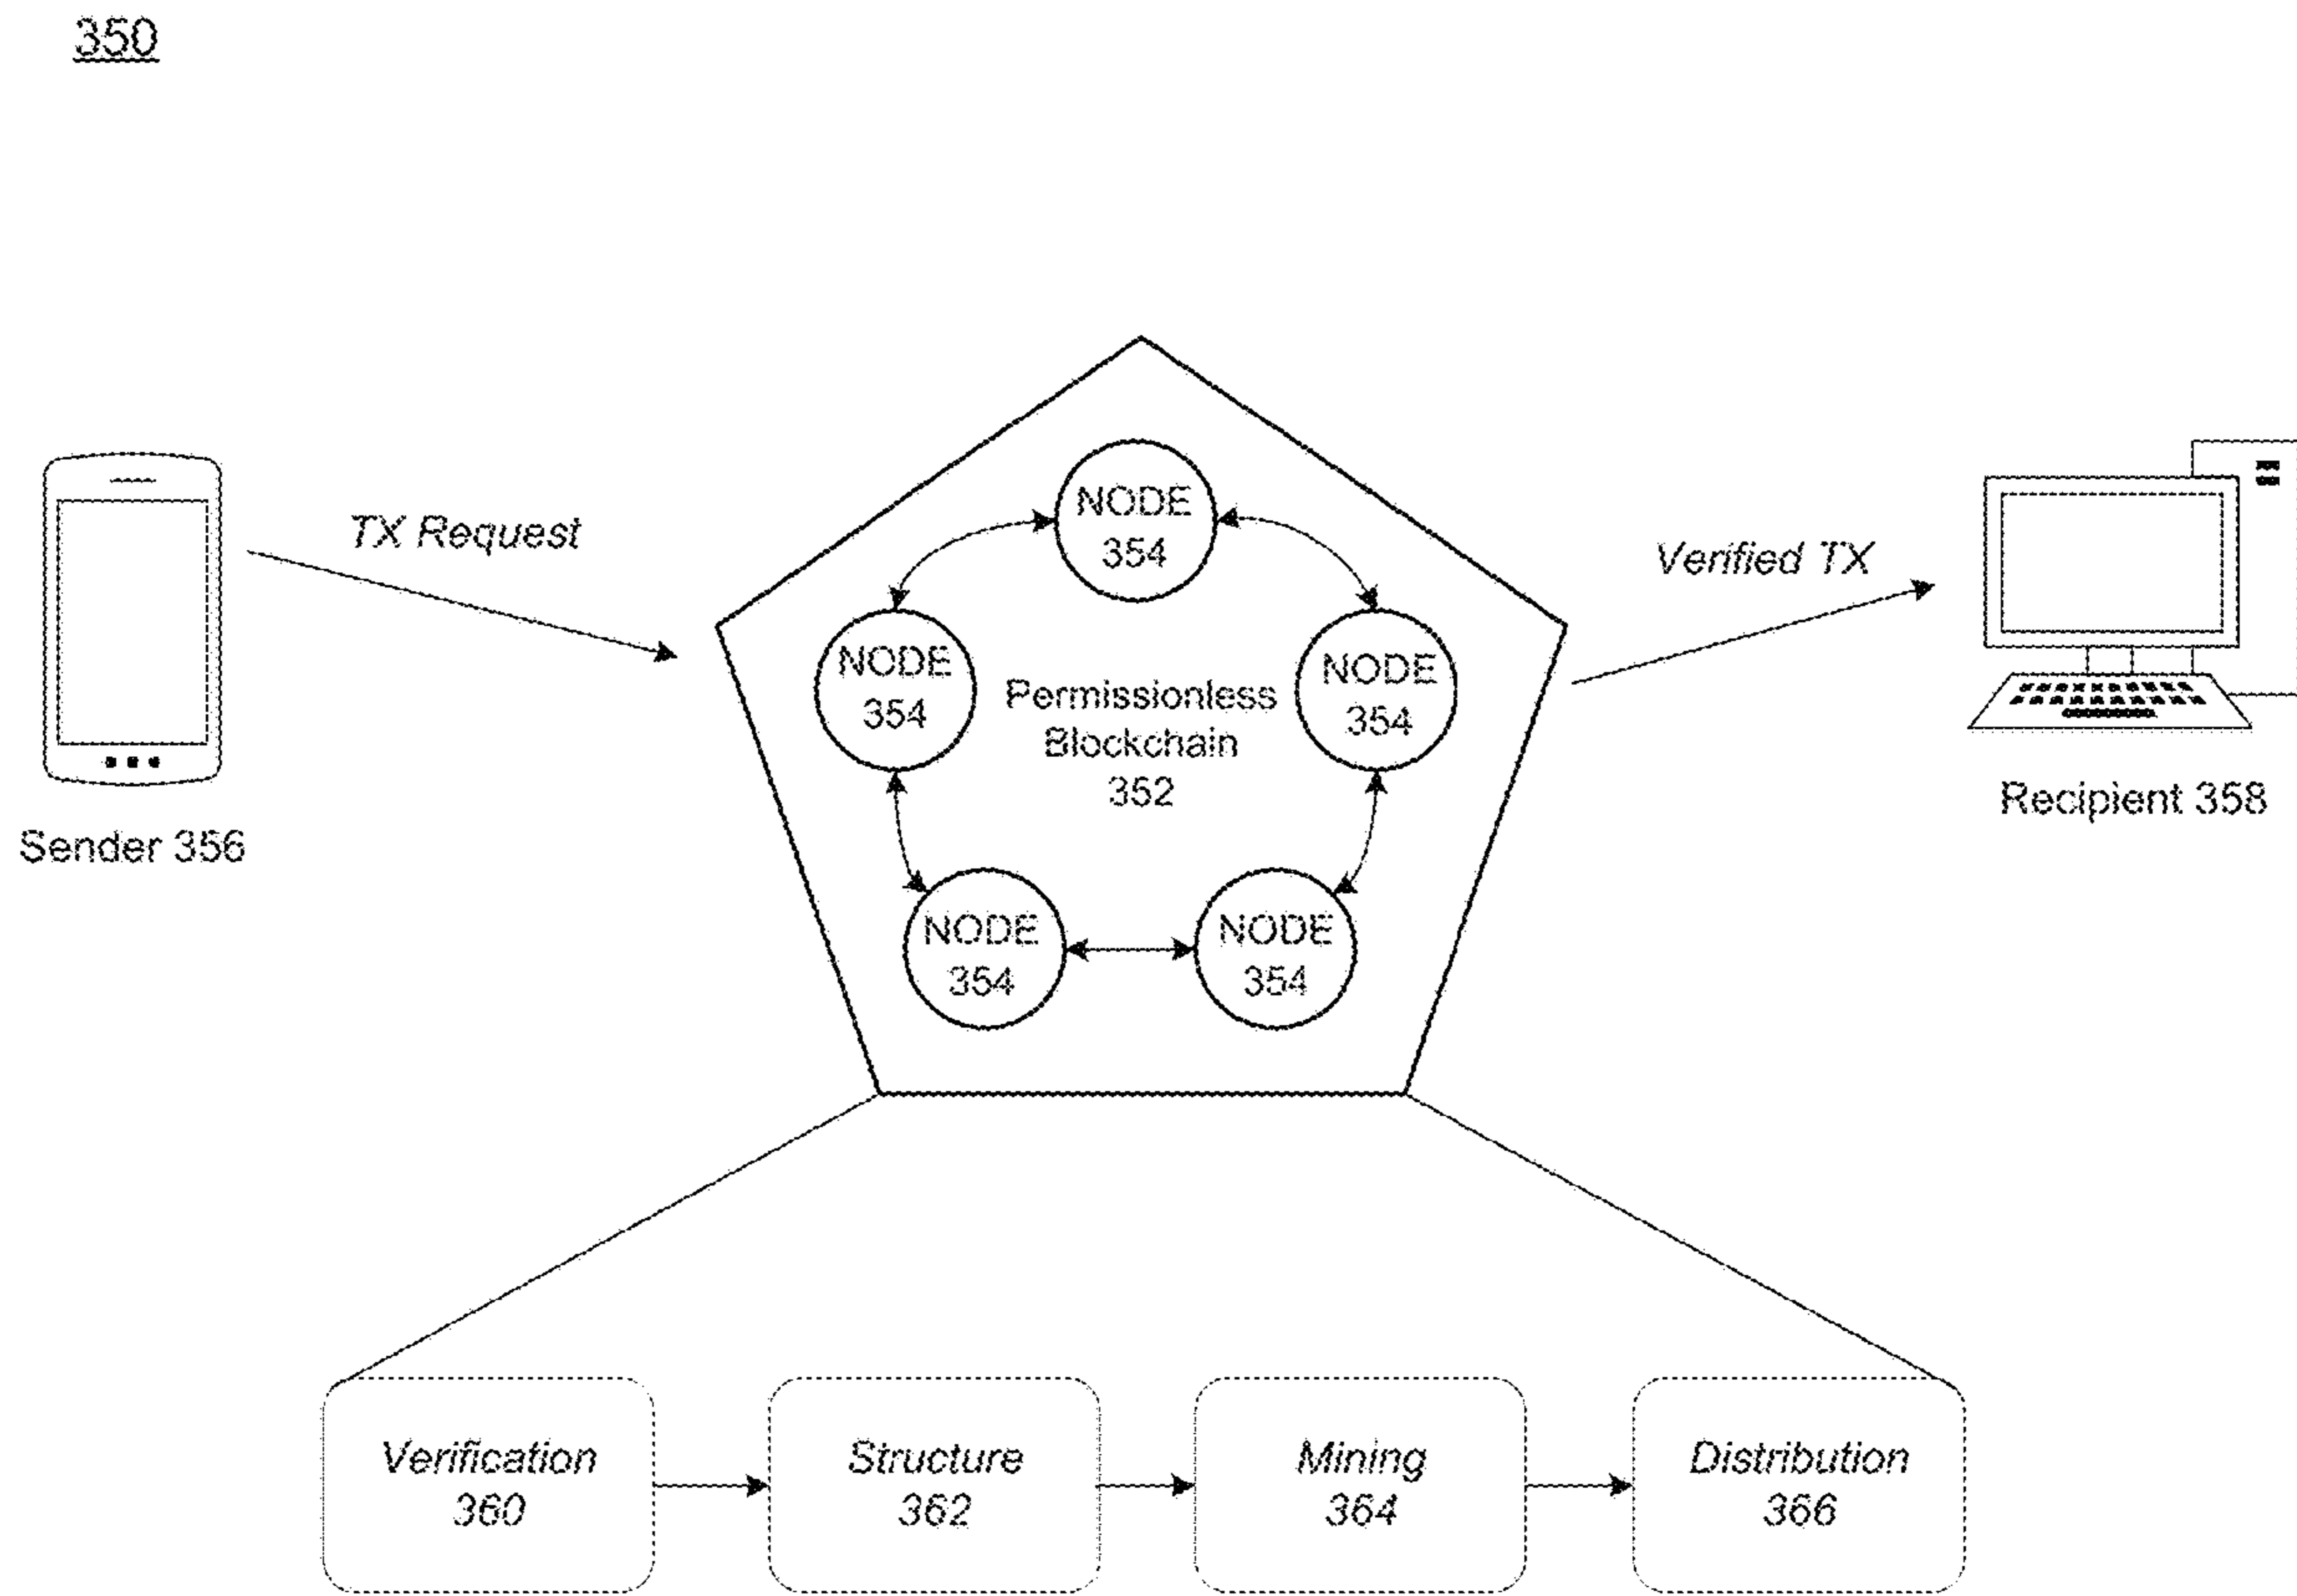 350
TX Request
Verified TX
NODE
354
NODE
354
Permissionless
Blockchain
352
NODE
354
Sender 356
Recipient 358
NODE
354
NODE
354
Verification
360
Structure
362
Mining
364
Distribution
366